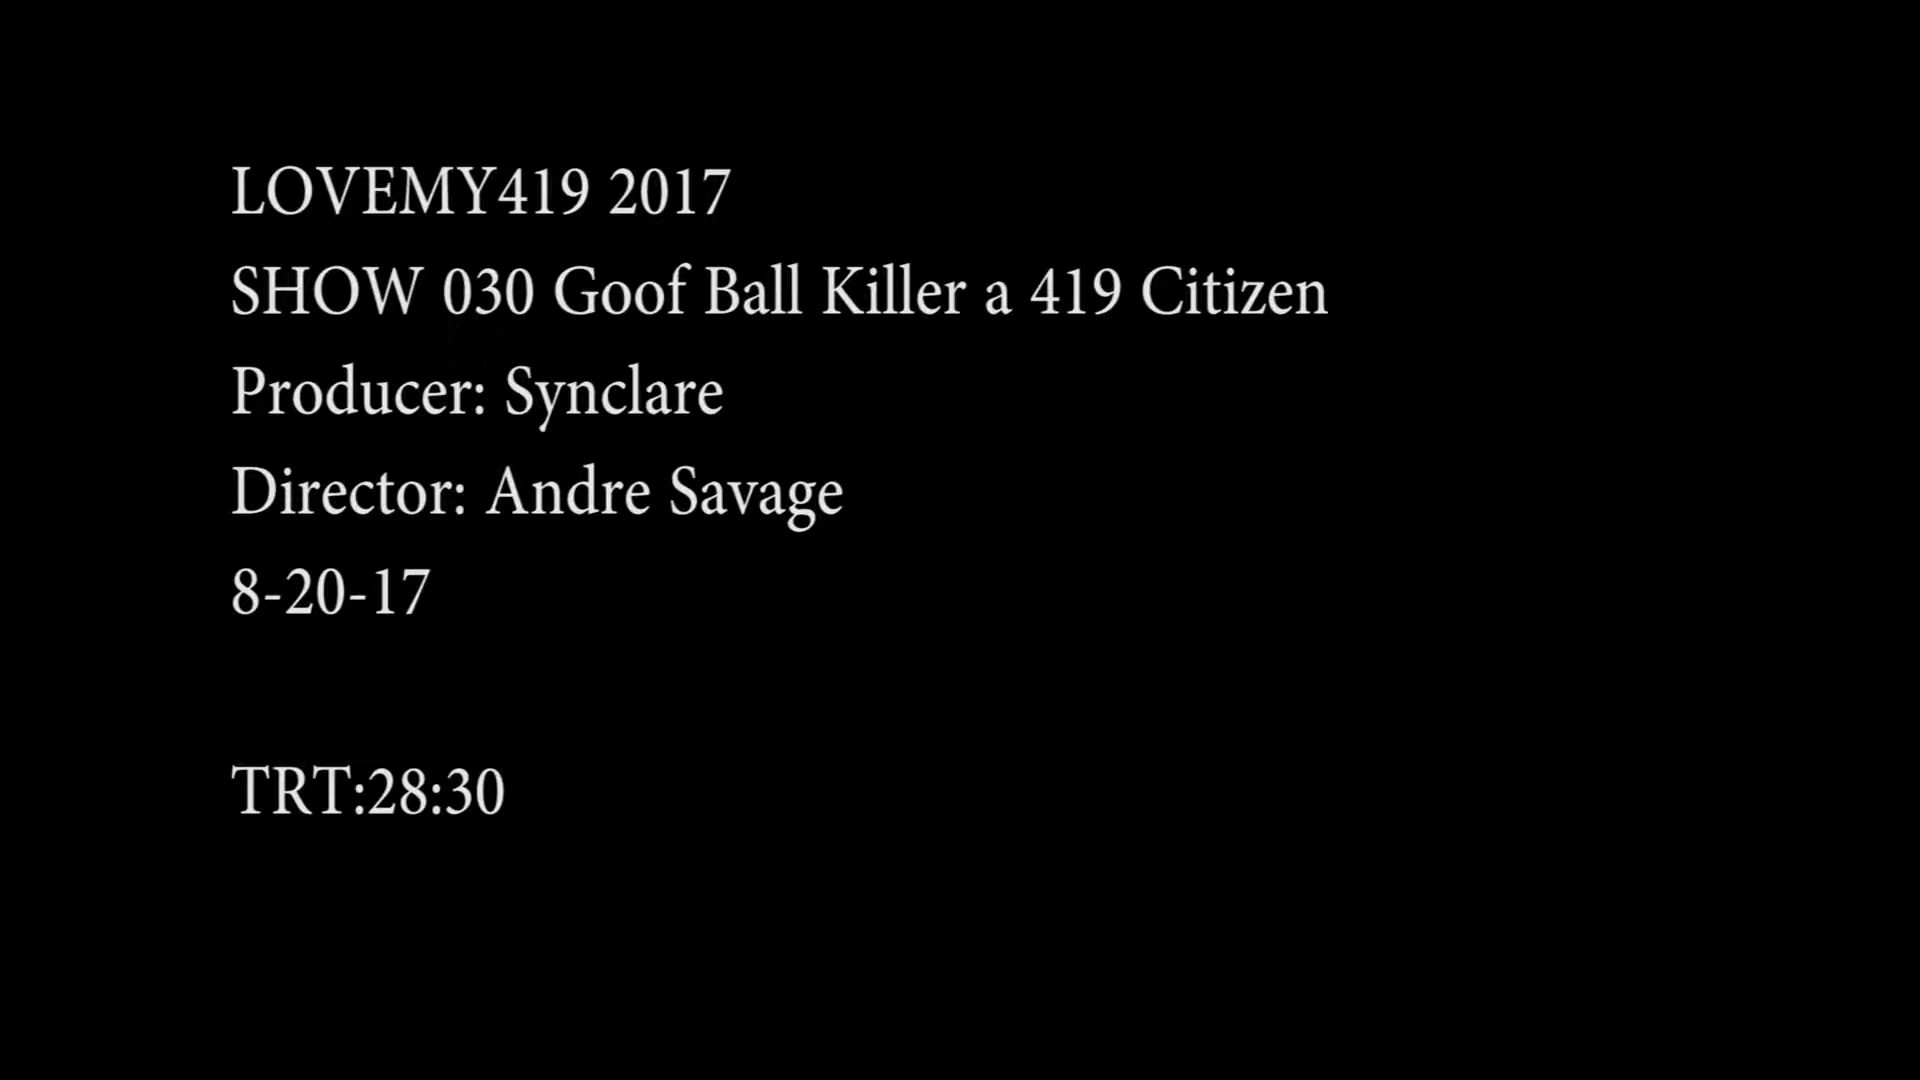 LOVEMY419 2017
SHOW 030 Goof Ball Killer a 419 Citizen
Producer: Synclare
Director: Andre Savage
8-20-17
TRT:28:30